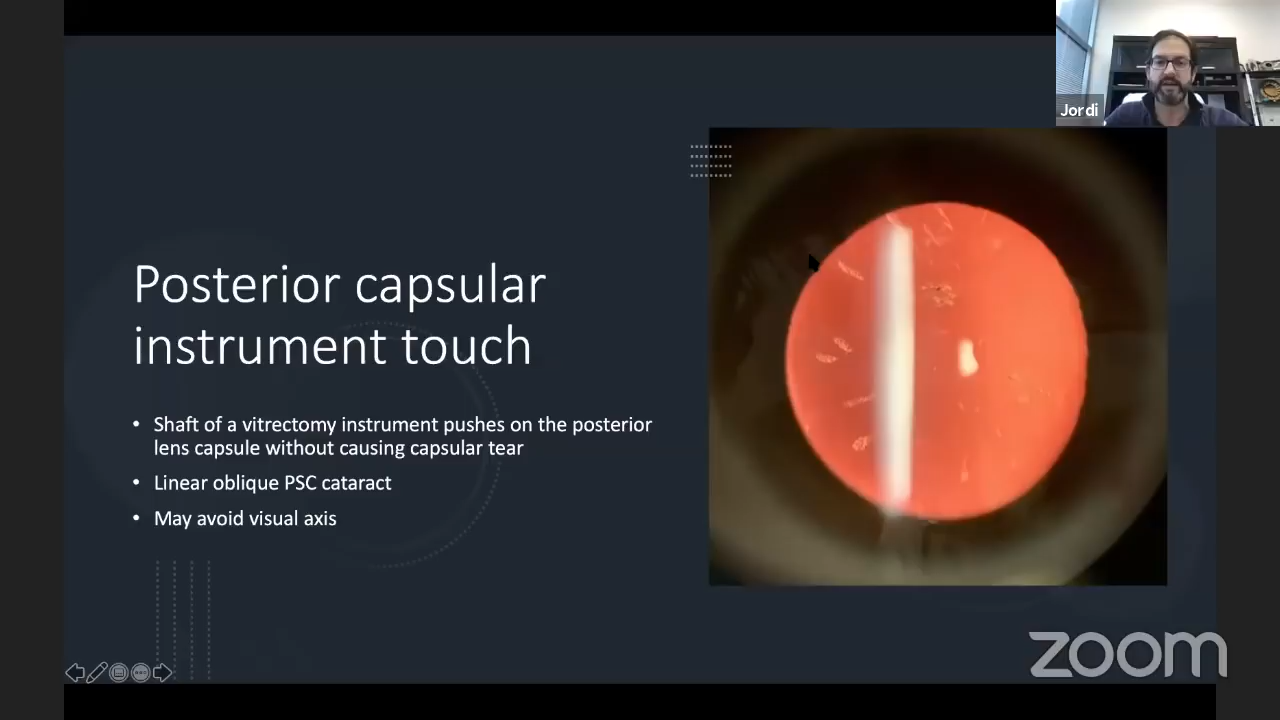 Jordi
Posterior capsular
instrument touch
• Shaft of a vitrectomy instrument pushes on the posterior
lens capsule without causing capsular tear
• Linear oblique PSC cataract
• May avoid visual axis
zoom